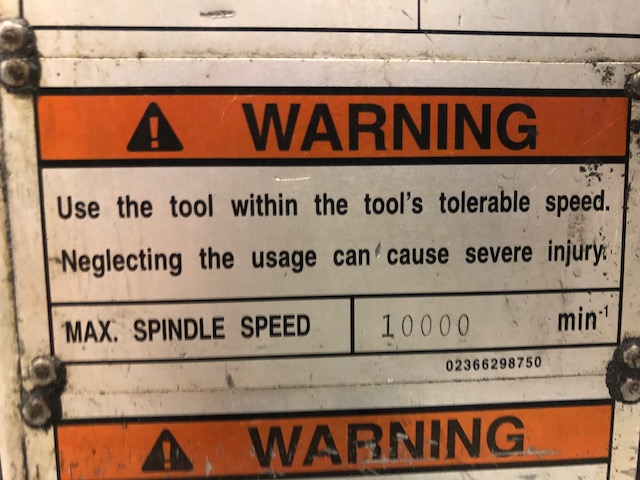 WARNING
Use the tool within the tool's tolerable speed.
Neglecting the usage can cause severe injury.
MAX. SPINDLE SPEED 10000 min⁻¹
02366298750
WARNING